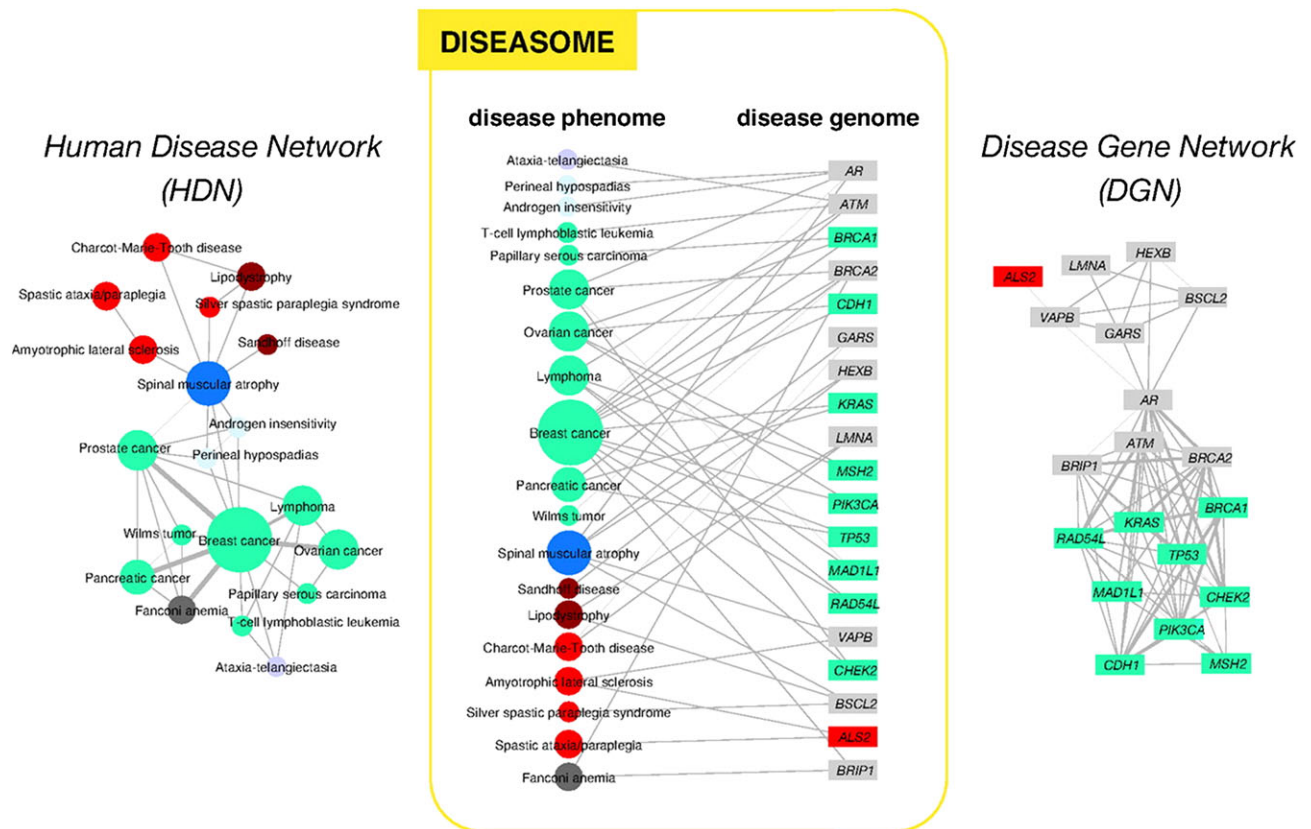 DISEASOME
Human Disease Network
(HDN)
Charcot-Marie-Tooth disease
Lipodystrophy
Spastic ataxia/paraplegia
Silver spastic paraplegia syndrome
Amyotrophic lateral sclerosis
Sandhoff disease
Spinal muscular atrophy
Androgen insensitivity
Prostate cancer
Perineal hypospadias
Lymphoma
Wilms tumor
Breast cancer
Ovarian cancer
Pancreatic cancer
Papillary serous carcinoma
Fanconi anemia
T-cell lymphoblastic leukemia
Ataxia-telangiectasia
disease phenome
Ataxia-telangiectasia
Perineal hypospadias
Androgen insensitivity
T-cell lymphoblastic leukemia
Papillary serous carcinoma
Prostate cancer
Ovarian cancer
Lymphoma
Breast cancer
Pancreatic cancer
Wilms tumor
Spinal muscular atrophy
Sandhoff disease
Lipodystrophy
Charcot-Marie-Tooth disease
Amyotrophic lateral sclerosis
Silver spastic paraplegia syndrome
Spastic ataxia/paraplegia
Fanconi anemia
disease genome
AR
ATM
BRCA1
BRCA2
CDH1
GARS
HEXB
KRAS
LMNA
MSH2
PIK3CA
TP53
MAD1L1
RAD54L
VAPB
CHEK2
BSCL2
ALS2
BRIP1
Disease Gene Network
(DGN)
HEXB
LMNA
ALS2
BSCL2
VAPB
GARS
AR
ATM
BRCA2
BRIP1
BRCA1
KRAS
RAD54L
TP53
MAD1L1
CHEK2
PIK3CA
CDH1
MSH2